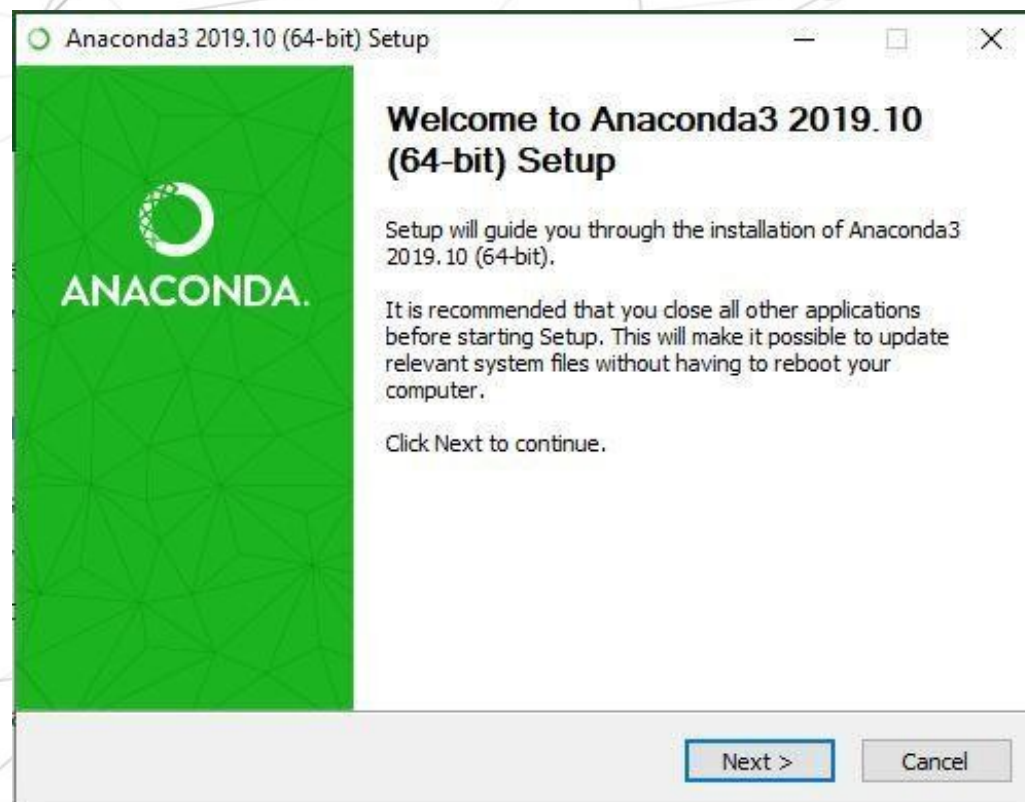 Anaconda3 2019.10 (64-bit) Setup
ANACONDA.
Welcome to Anaconda3 2019.10
(64-bit) Setup
Setup will guide you through the installation of Anaconda3
2019.10 (64-bit).
It is recommended that you close all other applications
before starting Setup. This will make it possible to update
relevant system files without having to reboot your
computer.
Click Next to continue.
Next >
Cancel